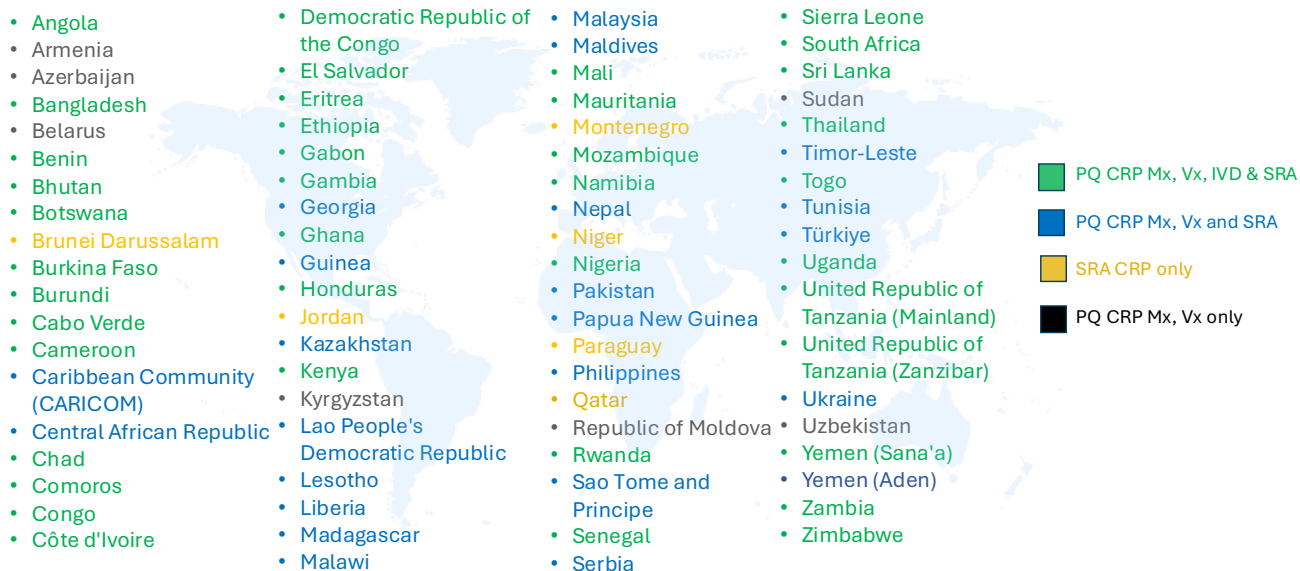 • Angola
• Armenia
• Azerbaijan
• Bangladesh
• Belarus
• Benin
• Bhutan
• Botswana
• Brunei Darussalam
• Burkina Faso
• Burundi
• Cabo Verde
• Cameroon
• Caribbean Community
(CARICOM)
• Central African Republic
• Chad
• Comoros
• Congo
• Côte d'Ivoire
• Democratic Republic of
the Congo
• El Salvador
• Eritrea
• Ethiopia
• Gabon
• Gambia
• Georgia
• Ghana
• Guinea
• Honduras
• Jordan
• Kazakhstan
• Kenya
• Kyrgyzstan
• Lao People's
Democratic Republic
• Lesotho
• Liberia
• Madagascar
• Malawi
• Malaysia
• Maldives
• Mali
• Mauritania
• Montenegro
• Mozambique
• Namibia
• Nepal
• Niger
• Nigeria
• Pakistan
• Papua New Guinea
• Paraguay
• Philippines
• Qatar
• Republic of Moldova
• Rwanda
• Sao Tome and
Principe
• Senegal
• Serbia
• Sierra Leone
• South Africa
• Sri Lanka
• Sudan
• Thailand
• Timor-Leste
• Togo
• Tunisia
• Türkiye
• Uganda
• United Republic of
Tanzania (Mainland)
• United Republic of
Tanzania (Zanzibar)
• Ukraine
• Uzbekistan
• Yemen (Sana'a)
• Yemen (Aden)
• Zambia
• Zimbabwe
PQ CRP Mx, Vx, IVD & SRA
PQ CRP Mx, Vx and SRA
SRA CRP only
PQ CRP Mx, Vx only